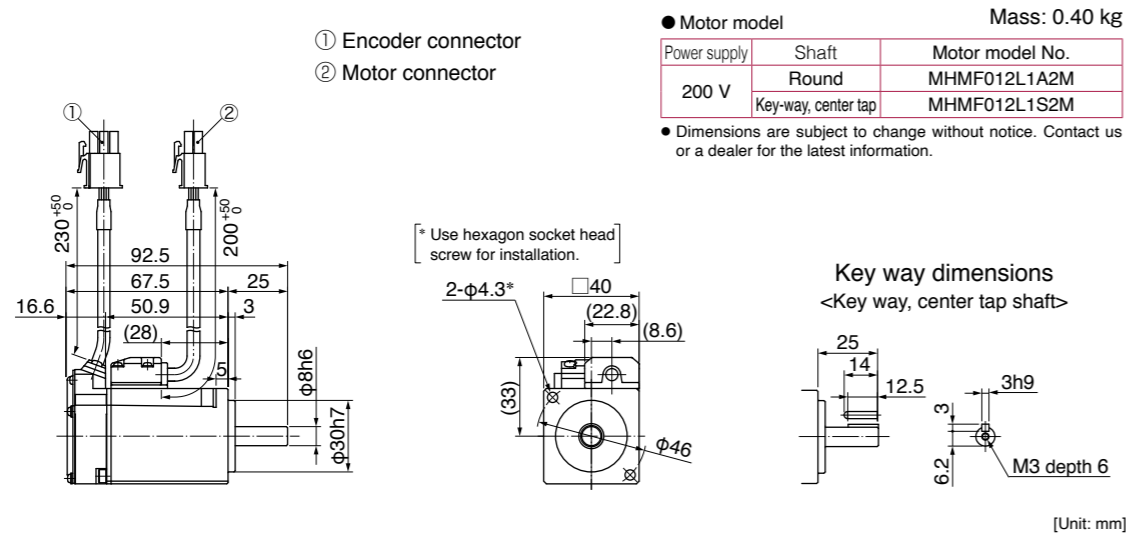 ① Encoder connector
② Motor connector
● Motor model
Mass: 0.40 kg
Power supply Shaft Motor model No.
200 V
Round MHMF012L1A2M
Key-way, center tap MHMF012L1S2M
● Dimensions are subject to change without notice. Contact us
or a dealer for the latest information.
①
②
230 +50 0
200 +50 0
92.5
67.5
25
16.6
50.9
3
(28)
5
φ8h6
φ30h7
* Use hexagon socket head
screw for installation.
2-φ4.3*
□40
(22.8)
(8.6)
(33)
φ46
Key way dimensions
<Key way, center tap shaft>
25
14
12.5
3h9
3
6.2
M3 depth 6
[Unit: mm]